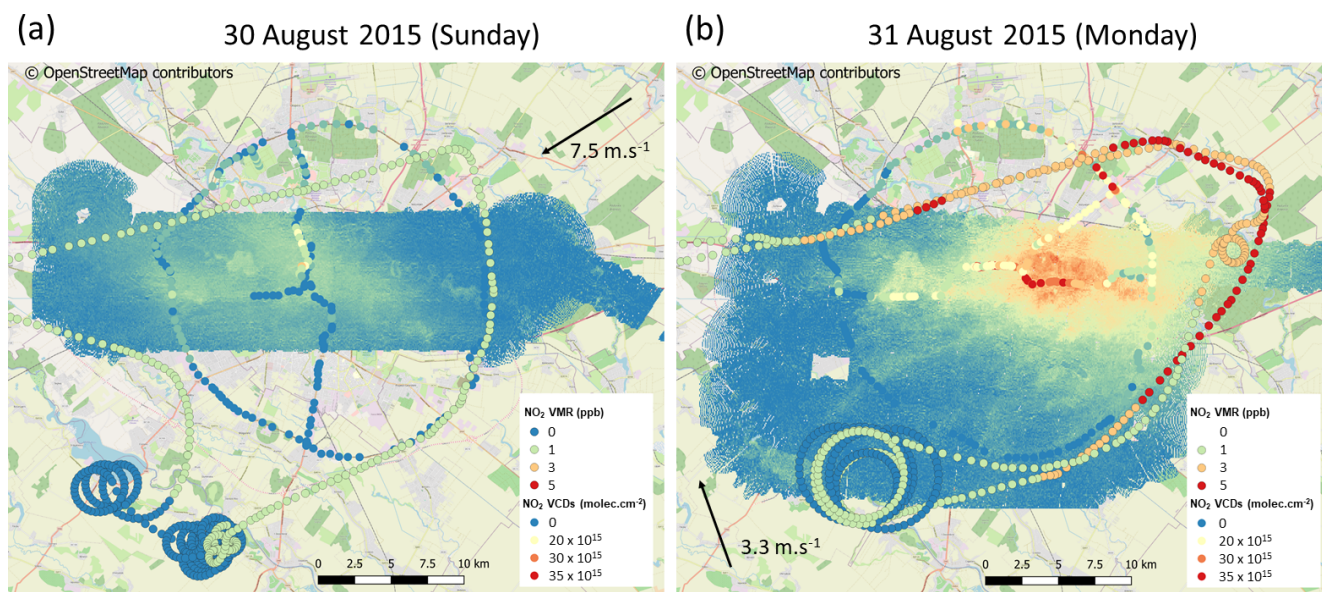 (a) 30 August 2015 (Sunday)
© OpenStreetMap contributors
7.5 m.s⁻¹
NO₂ VMR (ppb)
0
1
3
5
NO₂ VCDs (molec.cm⁻²)
0
20 x 10¹⁵
30 x 10¹⁵
35 x 10¹⁵
0 2.5 5 7.5 10 km
(b) 31 August 2015 (Monday)
© OpenStreetMap contributors
3.3 m.s⁻¹
NO₂ VMR (ppb)
0
1
3
5
NO₂ VCDs (molec.cm⁻²)
0
20 x 10¹⁵
30 x 10¹⁵
35 x 10¹⁵
0 2.5 5 7.5 10 km